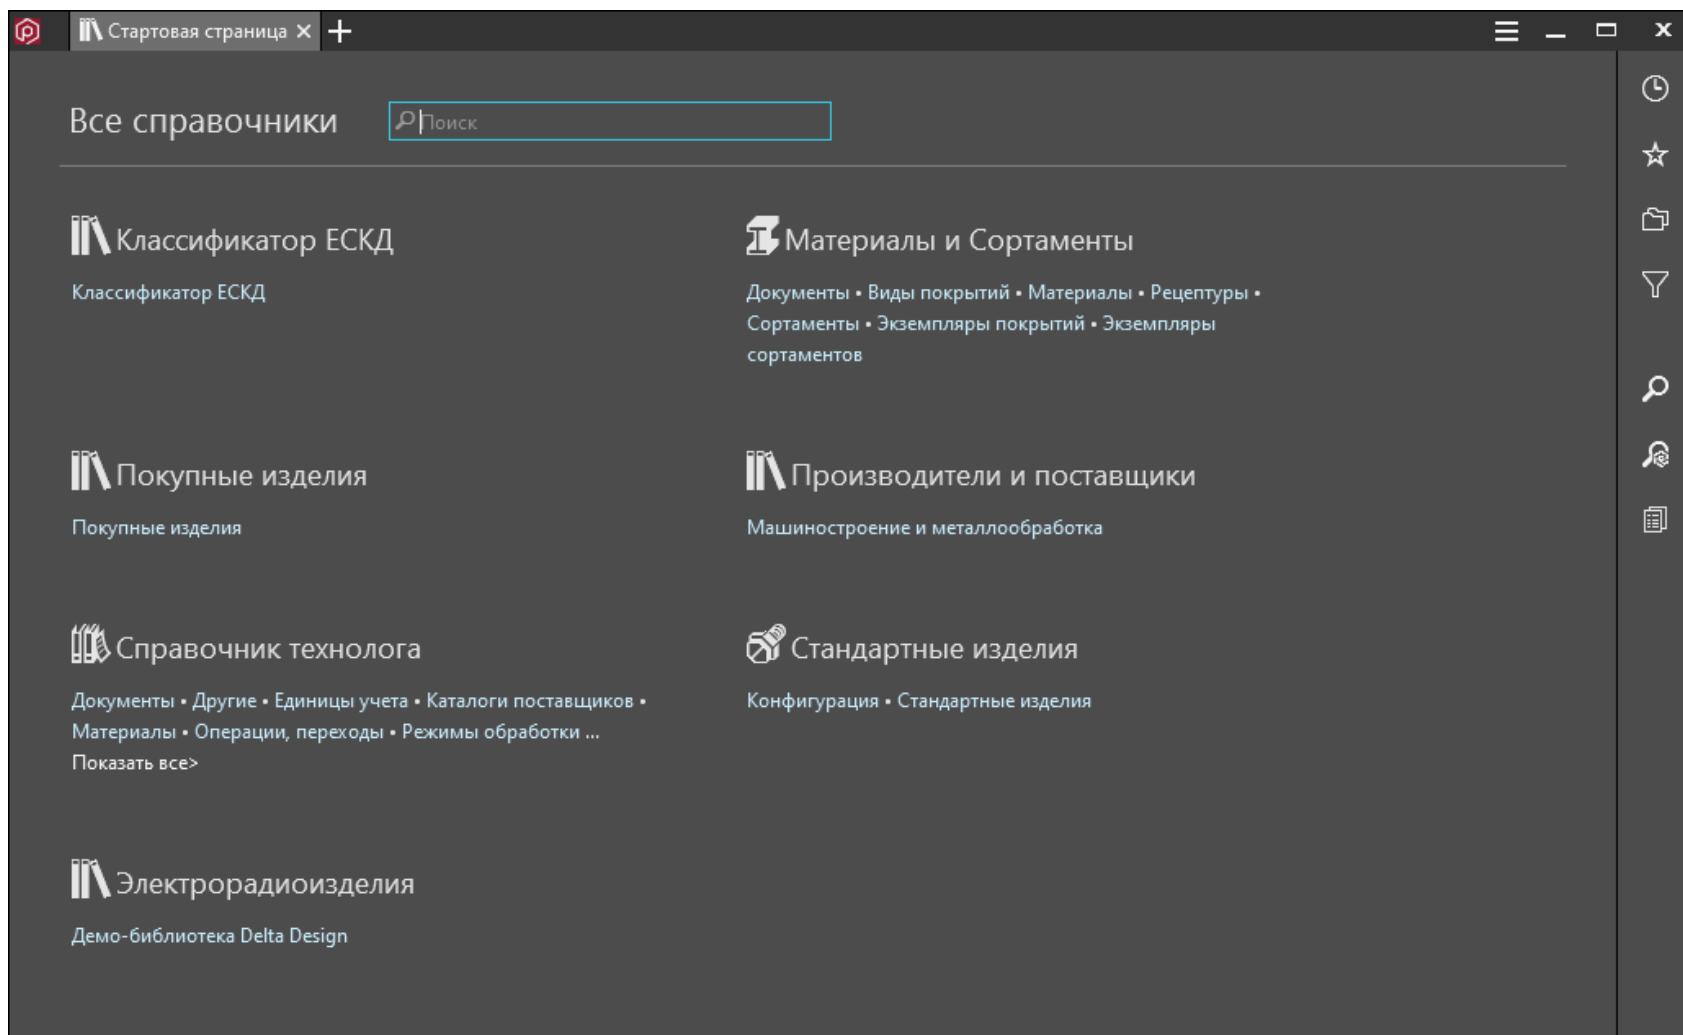 Стартовая страница
Все справочники
Поиск
Классификатор ЕСКД
Классификатор ЕСКД
Материалы и Сортаменты
Документы • Виды покрытий • Материалы • Рецептуры •
Сортаменты • Экземпляры покрытий • Экземпляры
сортаментов
Покупные изделия
Покупные изделия
Производители и поставщики
Машиностроение и металлообработка
Справочник технолога
Документы • Другие • Единицы учета • Каталоги поставщиков •
Материалы • Операции, переходы • Режимы обработки ...
Показать все>
Стандартные изделия
Конфигурация • Стандартные изделия
Электрорадиоизделия
Демо-библиотека Delta Design